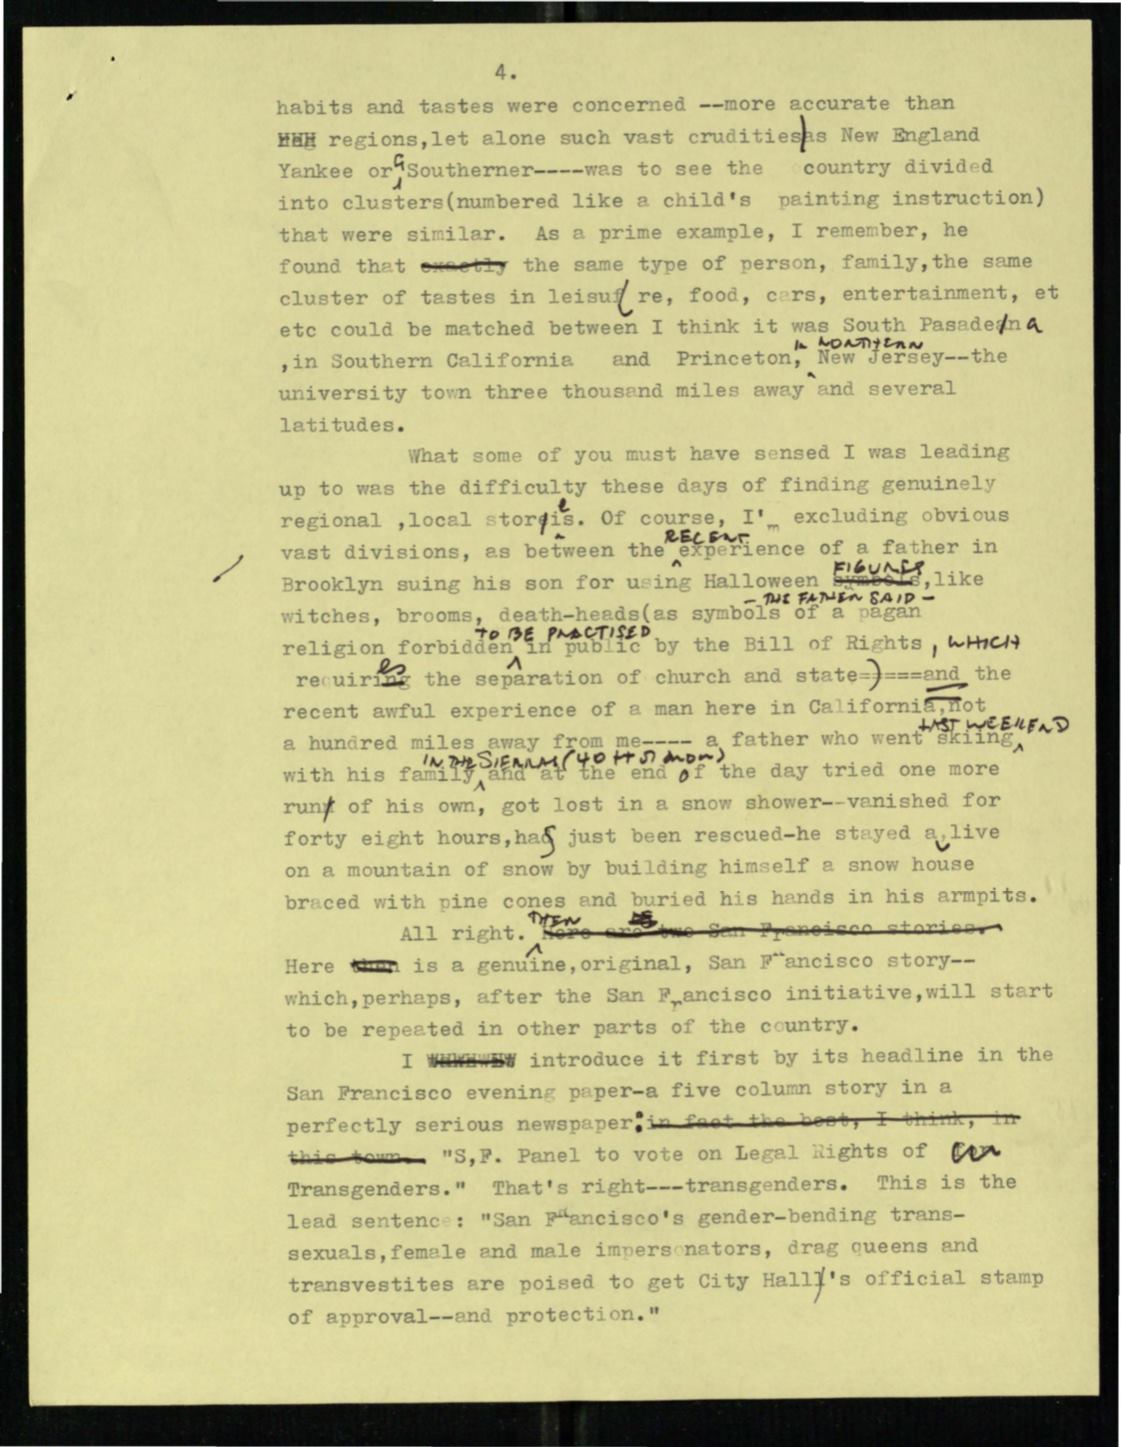 4.
habits and tastes were concerned --more accurate than
regions,let alone such vast crudities as New England
Yankee or a Southerner----was to see the country divided
into clusters(numbered like a child's painting instruction)
that were similar. As a prime example, I remember, he
found that exactly the same type of person, family,the same
cluster of tastes in leisu re, food, cars, entertainment, et
etc could be matched between I think it was South Pasadena
IN NORTHERN
,in Southern California and Princeton, New Jersey--the
university town three thousand miles away and several
latitudes.
What some of you must have sensed I was leading
up to was the difficulty these days of finding genuinely
regional ,local stories. Of course, I'm excluding obvious
RECENT
vast divisions, as between the experience of a father in
FIGURES
Brooklyn suing his son for using Halloween symbols,like
- THE FATHER SAID -
witches, brooms, death-heads(as symbols of a pagan
TO BE PRACTISED
religion forbidden in public by the Bill of Rights, WHICH
requires the separation of church and state=)===and the
recent awful experience of a man here in California,not
LAST WEEKEND
a hundred miles away from me---- a father who went skiing
IN THE SIERRAS (40 ft snow)
with his family and at the end of the day tried one more
run of his own, got lost in a snow shower--vanished for
forty eight hours,has just been rescued-he stayed alive
on a mountain of snow by building himself a snow house
braced with pine cones and buried his hands in his armpits.
THEN
All right. Here are two San Francisco stories.
Here then is a genuine,original, San Francisco story--
which,perhaps, after the San Francisco initiative,will start
to be repeated in other parts of the country.
I introduce it first by its headline in the
San Francisco evening paper-a five column story in a
perfectly serious newspaper:in fact the best, I think, in
this town. "S,F. Panel to vote on Legal Rights of
Transgenders." That's right---transgenders. This is the
lead sentence: "San Francisco's gender-bending trans-
sexuals,female and male impersonators, drag queens and
transvestites are poised to get City Hall's official stamp
of approval--and protection."